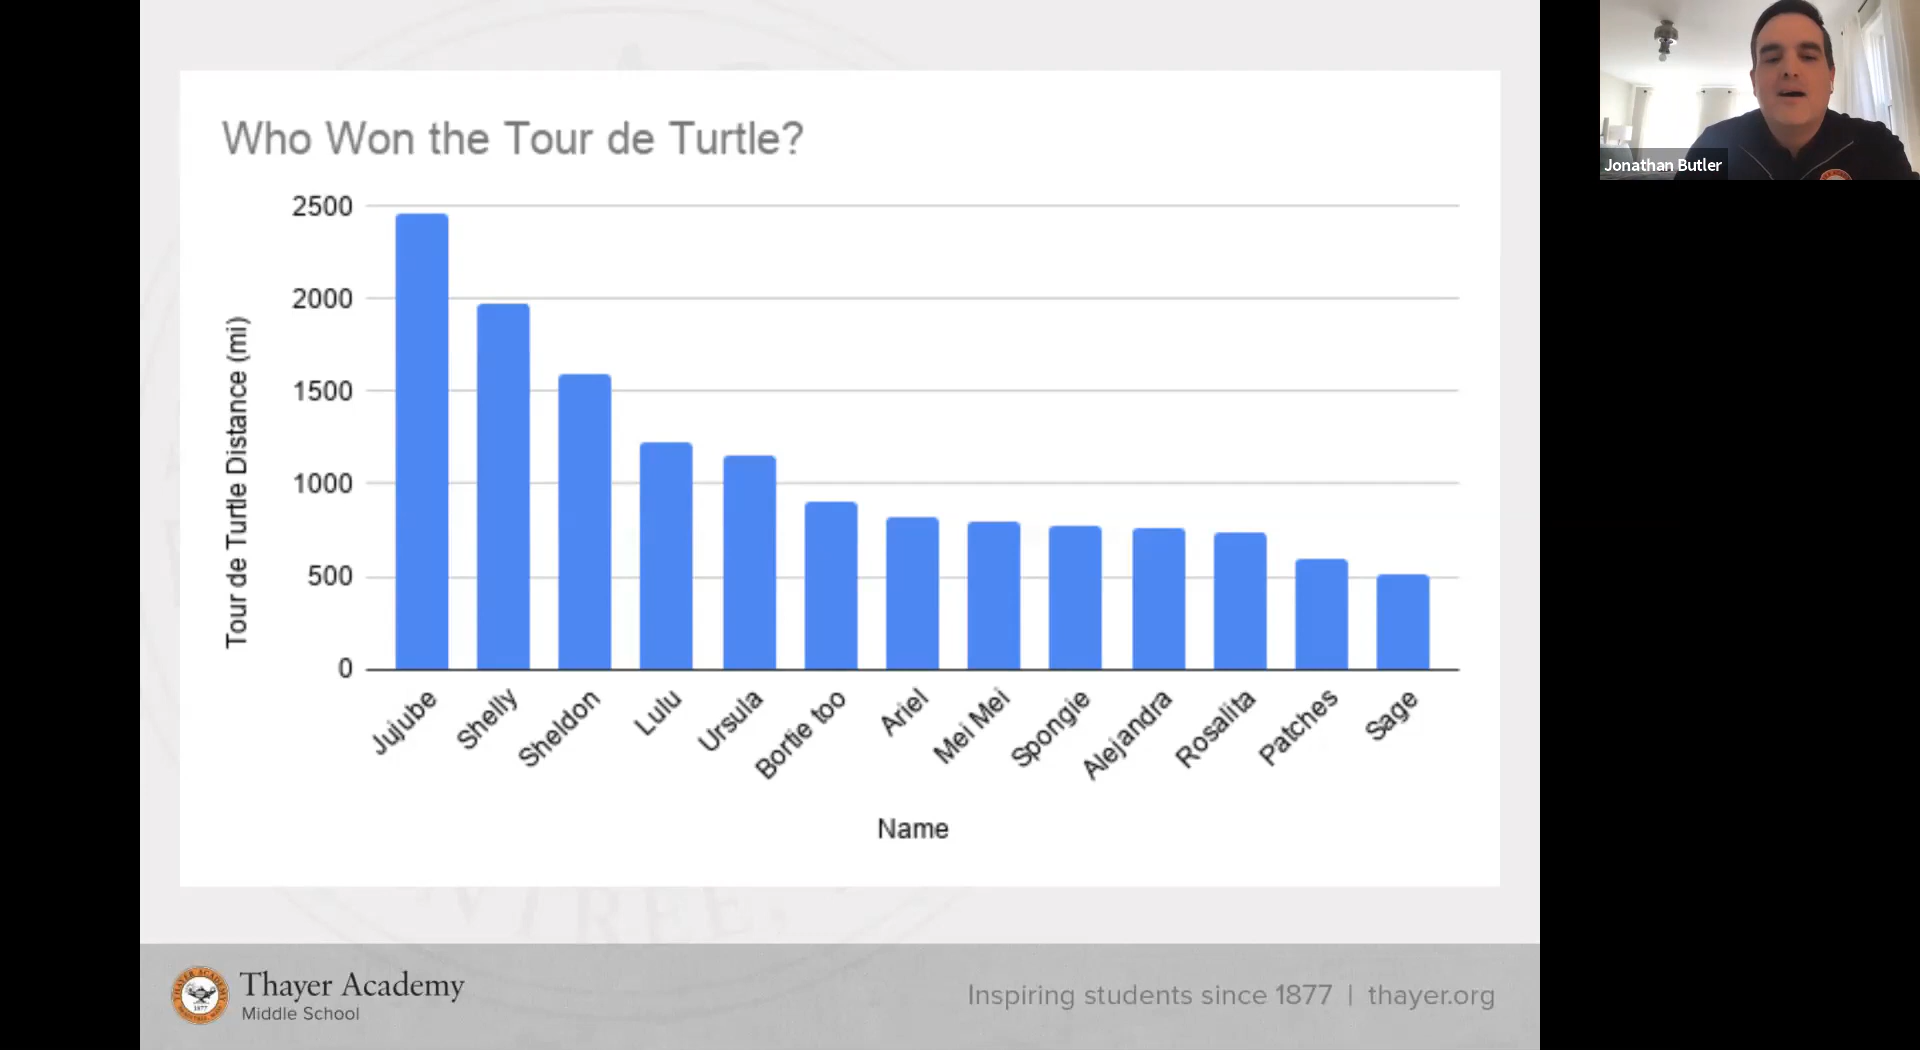 Who Won the Tour de Turtle?
Tour de Turtle Distance (mi)
2500
2000
1500
1000
500
0
Jujube
Shelly
Sheldon
Lulu
Ursula
Bortie too
Ariel
Mei Mei
Spongie
Alejandra
Rosalita
Patches
Sage
Name
Thayer Academy
Middle School
Inspiring students since 1877 | thayer.org
Jonathan Butler